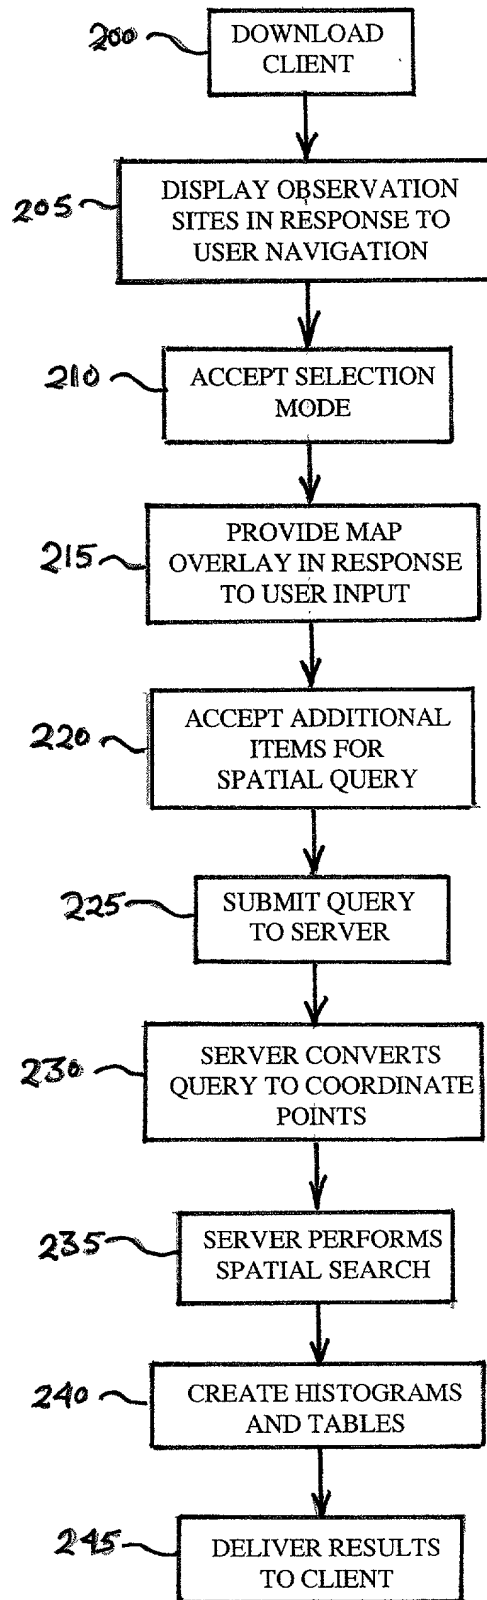 200
DOWNLOAD
CLIENT
205
DISPLAY OBSERVATION
SITES IN RESPONSE TO
USER NAVIGATION
210
ACCEPT SELECTION
MODE
215
PROVIDE MAP
OVERLAY IN RESPONSE
TO USER INPUT
220
ACCEPT ADDITIONAL
ITEMS FOR
SPATIAL QUERY
225
SUBMIT QUERY
TO SERVER
230
SERVER CONVERTS
QUERY TO COORDINATE
POINTS
235
SERVER PERFORMS
SPATIAL SEARCH
240
CREATE HISTOGRAMS
AND TABLES
245
DELIVER RESULTS
TO CLIENT